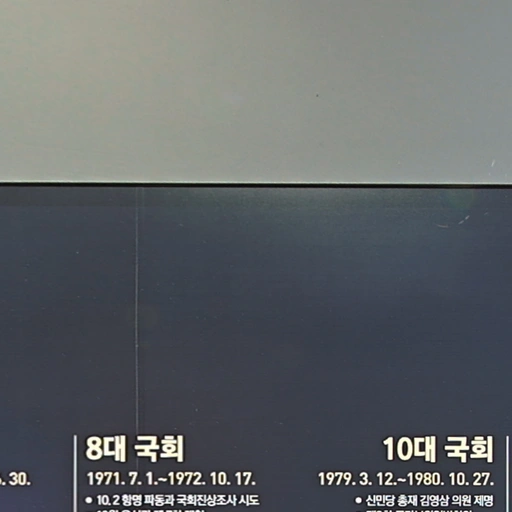 8대 국회
1971. 7. 1.~1972. 10. 17.
• 10. 2 항명 파동과 국회진상조사 시도
10대 국회
1979. 3. 12.~1980. 10. 27.
• 신민당 총재 김영삼 의원 제명
. 30.